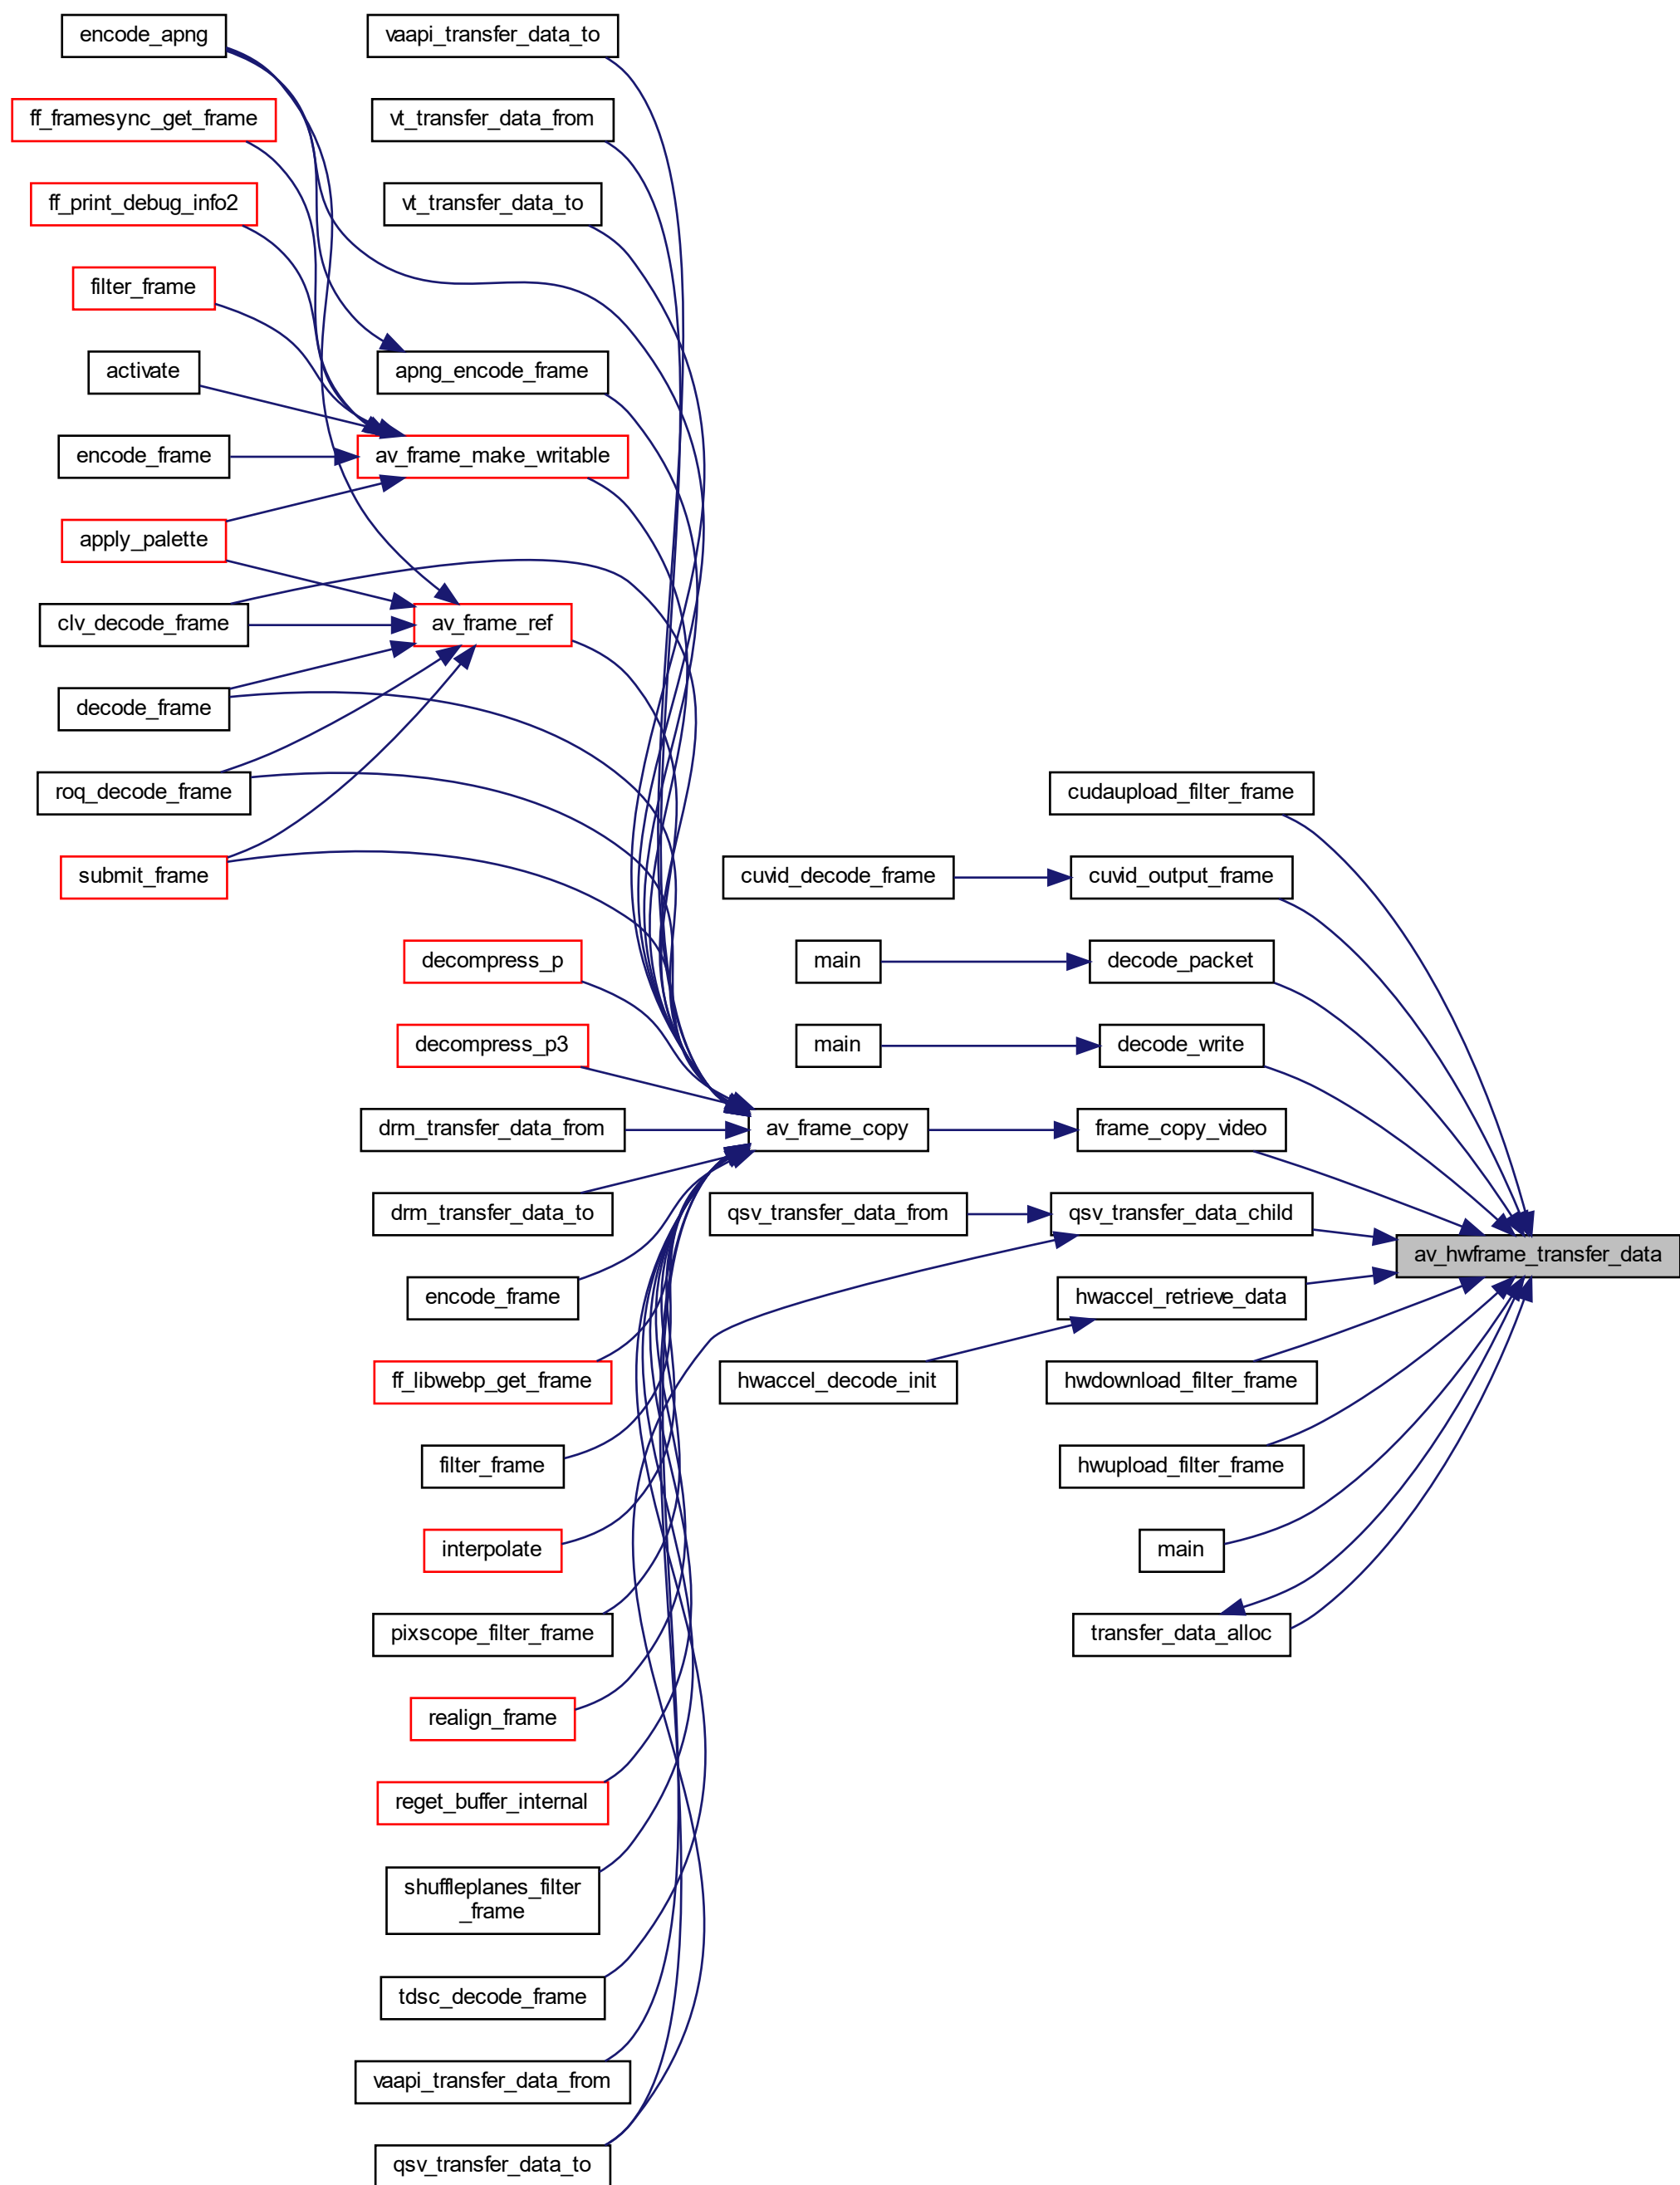 encode_apng
ff_framesync_get_frame
ff_print_debug_info2
filter_frame
activate
encode_frame
apply_palette
clv_decode_frame
decode_frame
roq_decode_frame
submit_frame
vaapi_transfer_data_to
vt_transfer_data_from
vt_transfer_data_to
apng_encode_frame
av_frame_make_writable
av_frame_ref
decompress_p
decompress_p3
drm_transfer_data_from
drm_transfer_data_to
encode_frame
ff_libwebp_get_frame
filter_frame
interpolate
pixscope_filter_frame
realign_frame
reget_buffer_internal
shuffleplanes_filter
_frame
tdsc_decode_frame
vaapi_transfer_data_from
qsv_transfer_data_to
cuvid_decode_frame
main
main
av_frame_copy
qsv_transfer_data_from
hwaccel_decode_init
cudaupload_filter_frame
cuvid_output_frame
decode_packet
decode_write
frame_copy_video
qsv_transfer_data_child
hwaccel_retrieve_data
hwdownload_filter_frame
hwupload_filter_frame
main
transfer_data_alloc
av_hwframe_transfer_data